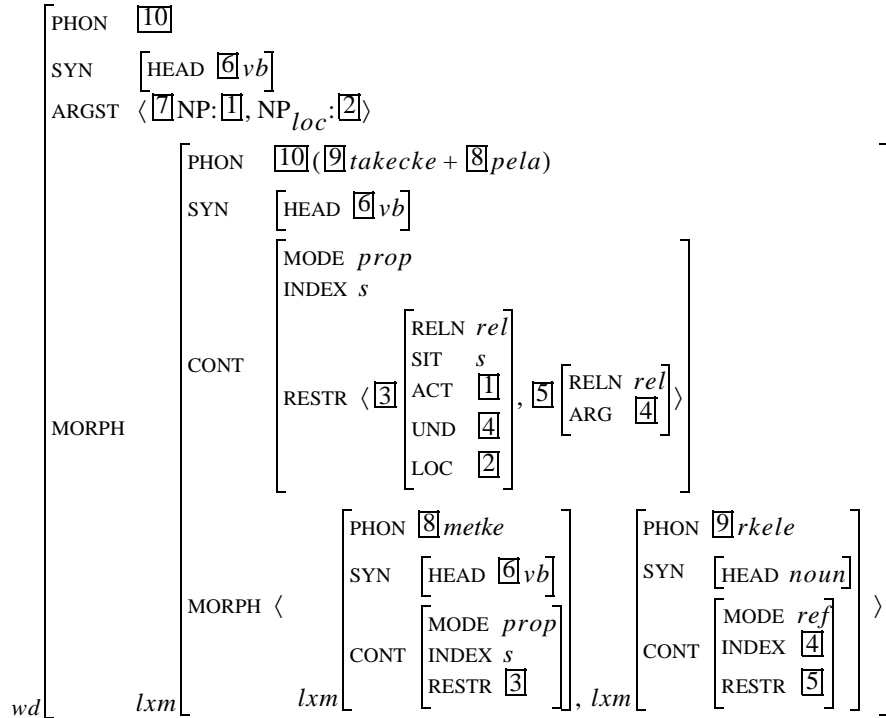 PHON 10
SYN [HEAD 6 vb]
ARGST ⟨ 7 NP: 1, NP_loc: 2⟩
PHON 10 ( 9 takecke + 8 pela)
SYN [HEAD 6 vb]
MODE prop
INDEX s
RELN rel
SIT s
CONT
RESTR ⟨ 3 ACT 1 , 5 RELN rel ⟩
ARG 4
UND 4
LOC 2
MORPH
PHON 8 metke PHON 9 rkele
SYN [HEAD 6 vb] SYN [HEAD noun]
MORPH ⟨ ⟩
MODE prop MODE ref
CONT INDEX s CONT INDEX 4
RESTR 3 RESTR 5
wd lxm lxm , lxm